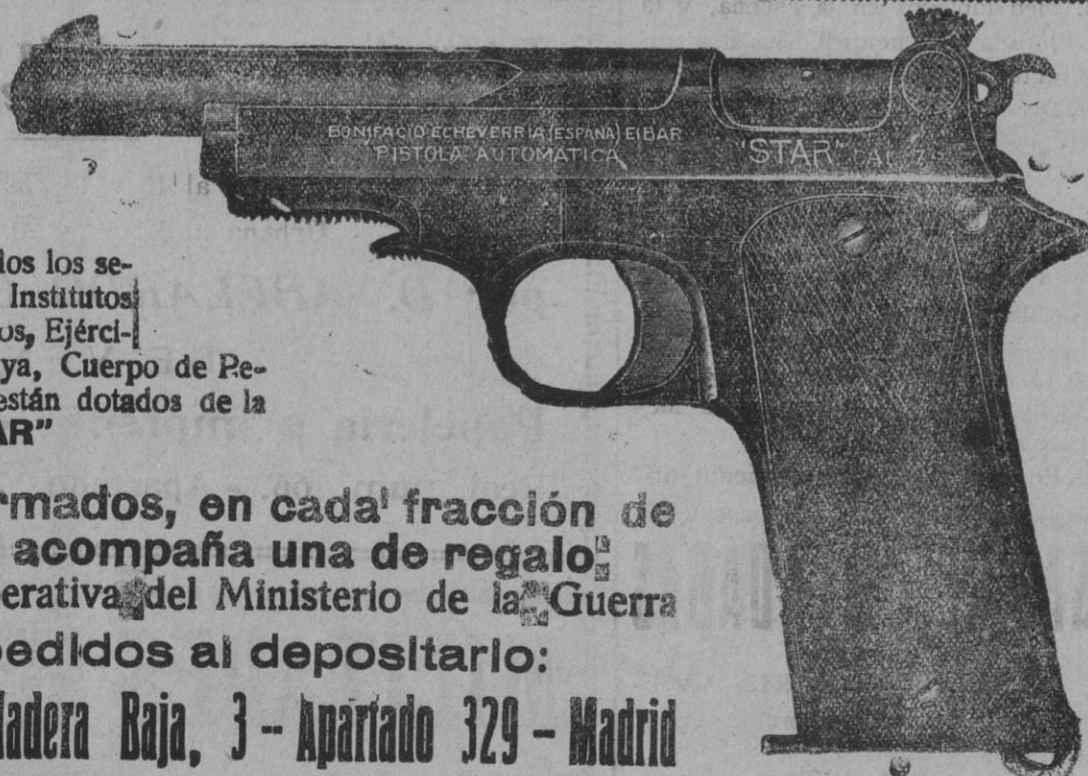 BONIFACIO ECHEVERRIA (ESPAÑA) EIBAR
"PISTOLA AUTOMATICA
"STAR" CAL. 7
dos los se-
Institutos
os, Ejérci-
ya, Cuerpo de Pe-
están dotados de la
AR"
rmados, en cada fracción de
acompaña una de regalo
erativa del Ministerio de la Guerra
pedidos al depositario:
adera Baja, 3 -- Apartado 329 - Madrid